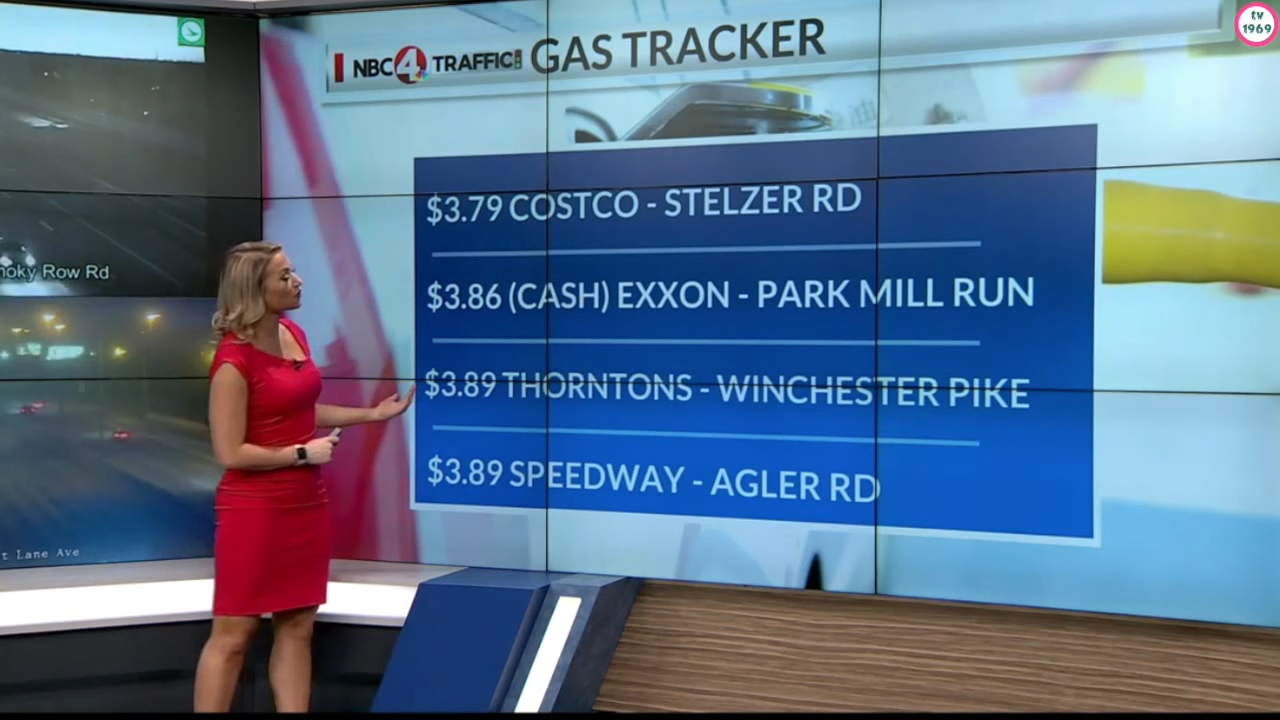 tv
1969
NBC 4 TRAFFIC GAS TRACKER
$3.79 COSTCO - STELZER RD
$3.86 (CASH) EXXON - PARK MILL RUN
$3.89 THORNTONS - WINCHESTER PIKE
$3.89 SPEEDWAY - AGLER RD
Row Rd
Lane Ave